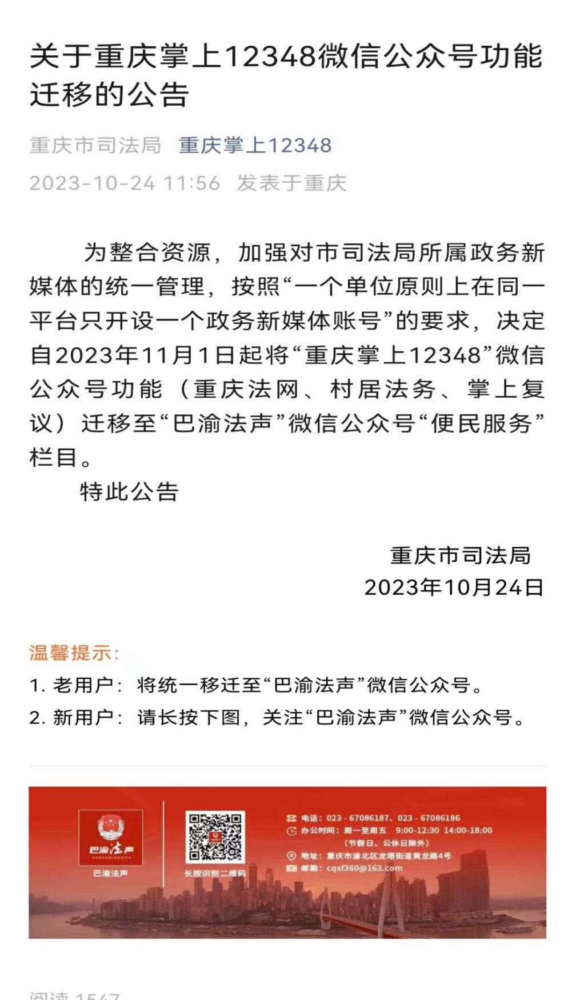 关于重庆掌上12348微信公众号功能
迁移的公告
重庆市司法局 重庆掌上12348
2023-10-24 11:56 发表于重庆
为整合资源，加强对市司法局所属政务新
媒体的统一管理，按照“一个单位原则上在同一
平台只开设一个政务新媒体账号”的要求，决定
自2023年11月1日起将“重庆掌上12348”微信
公众号功能（重庆法网、村居法务、掌上复
议）迁移至“巴渝法声”微信公众号“便民服务”
栏目。
特此公告
重庆市司法局
2023年10月24日
温馨提示：
1. 老用户：将统一移迁至“巴渝法声”微信公众号。
2. 新用户：请长按下图，关注“巴渝法声”微信公众号。
巴渝法声
CHONGQINGSIFA
巴渝法声
长按识别二维码
电话：023 - 67086187、023 - 67086186
办公时间：周一至周五 9:00-12:30 14:00-18:00
（节假日、公休日除外）
地址：重庆市渝北区龙塔街道黄龙路4号
邮箱：cqsf360@163.com
阅读 1547